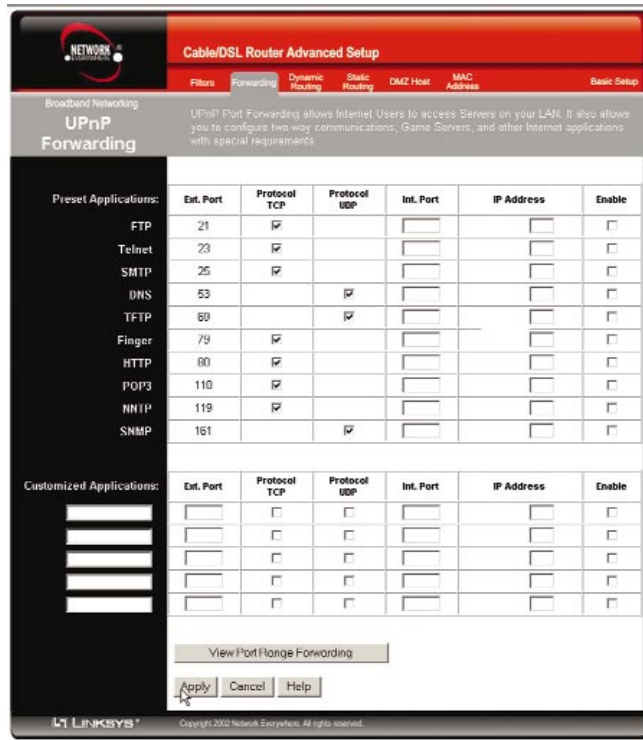 NETWORK
EVERYWHERE
Cable/DSL Router Advanced Setup
Filters Forwarding Dynamic Routing Static Routing DMZ Host MAC Address Basic Setup
Broadband Networking
UPnP Forwarding
UPnP Port Forwarding allows Internet Users to access Servers on your LAN. It also allows
you to configure two-way communications, Game Servers, and other Internet applications
with special requirements.
Preset Applications: Ext. Port Protocol TCP Protocol UDP Int. Port IP Address Enable
FTP 21
Telnet 23
SMTP 25
DNS 53
TFTP 69
Finger 79
HTTP 80
POP3 110
NNTP 119
SNMP 161
Customized Applications: Ext. Port Protocol TCP Protocol UDP Int. Port IP Address Enable
View Port Range Forwarding
Apply Cancel Help
LINKSYS® Copyright 2002 Network Everywhere. All rights reserved.